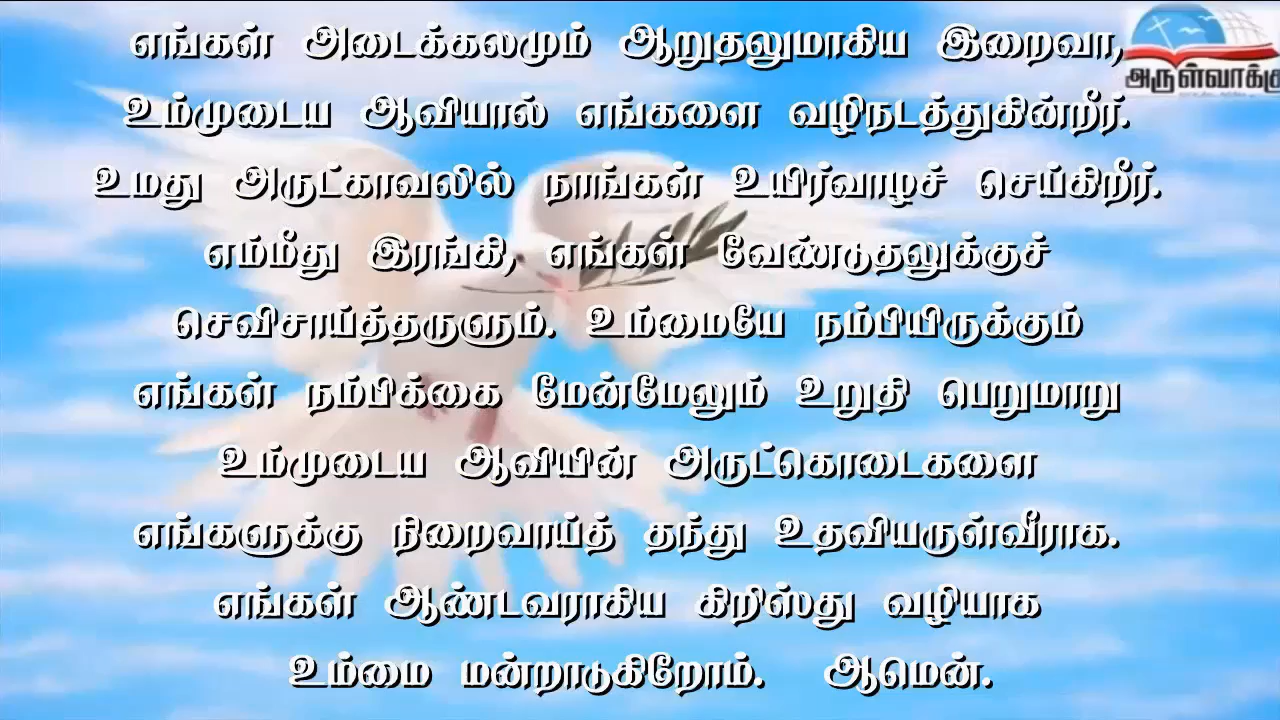 எங்கள் அடைக்கலமும் ஆறுதலுமாகிய இறைவா,
அருள்வாக்கு
உம்முடைய ஆவியால் எங்களை வழிநடத்துகின்றீர்.
உமது அருட்காவலில் நாங்கள் உயிர்வாழச் செய்கிறீர்.
எம்மீது இரங்கி, எங்கள் வேண்டுதலுக்குச்
செவிசாய்த்தருளும். உம்மையே நம்பியிருக்கும்
எங்கள் நம்பிக்கை மேன்மேலும் உறுதி பெறுமாறு
உம்முடைய ஆவியின் அருட்கொடைகளை
எங்களுக்கு நிறைவாய்த் தந்து உதவியருள்வீராக.
எங்கள் ஆண்டவராகிய கிறிஸ்து வழியாக
உம்மை மன்றாடுகிறோம். ஆமென்.